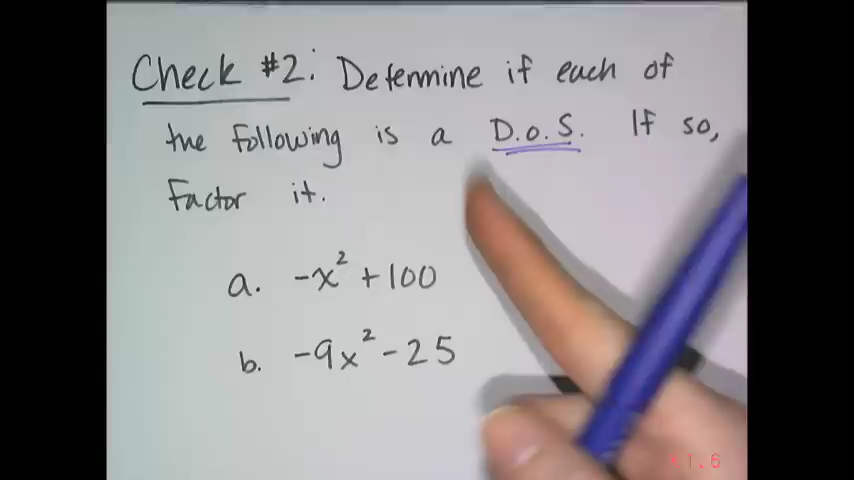 Check #2: Determine if each of
the following is a D.o.S. If so,
factor it.
a. -x² + 100
b. -9x² - 25